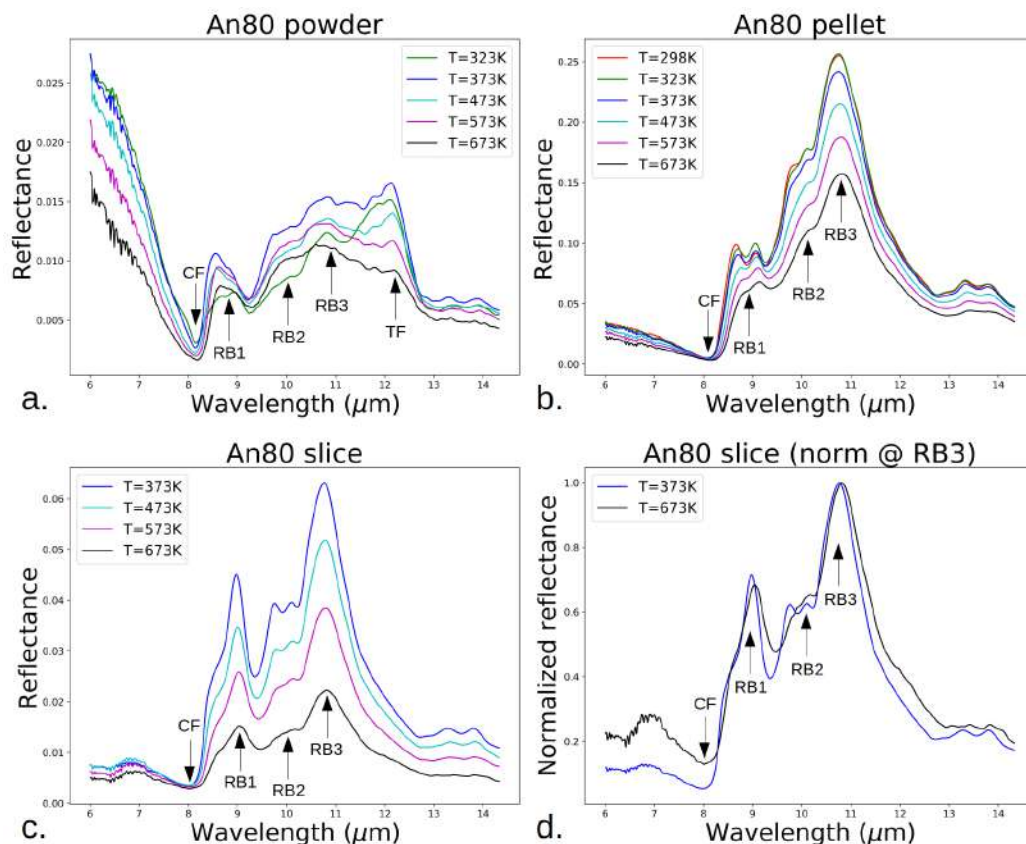 An80 powder
Reflectance
0.025
0.020
0.015
0.010
0.005
T=323K
T=373K
T=473K
T=573K
T=673K
CF
RB1
RB2
RB3
TF
6 7 8 9 10 11 12 13 14
Wavelength (μm)
a.
An80 pellet
Reflectance
0.25
0.20
0.15
0.10
0.05
0.00
T=298K
T=323K
T=373K
T=473K
T=573K
T=673K
CF
RB1
RB2
RB3
6 7 8 9 10 11 12 13 14
Wavelength (μm)
b.
An80 slice
Reflectance
0.06
0.05
0.04
0.03
0.02
0.01
0.00
T=373K
T=473K
T=573K
T=673K
CF
RB1
RB2
RB3
6 7 8 9 10 11 12 13 14
Wavelength (μm)
c.
An80 slice (norm @ RB3)
Normalized reflectance
1.0
0.8
0.6
0.4
0.2
T=373K
T=673K
CF
RB1
RB2
RB3
6 7 8 9 10 11 12 13 14
Wavelength (μm)
d.